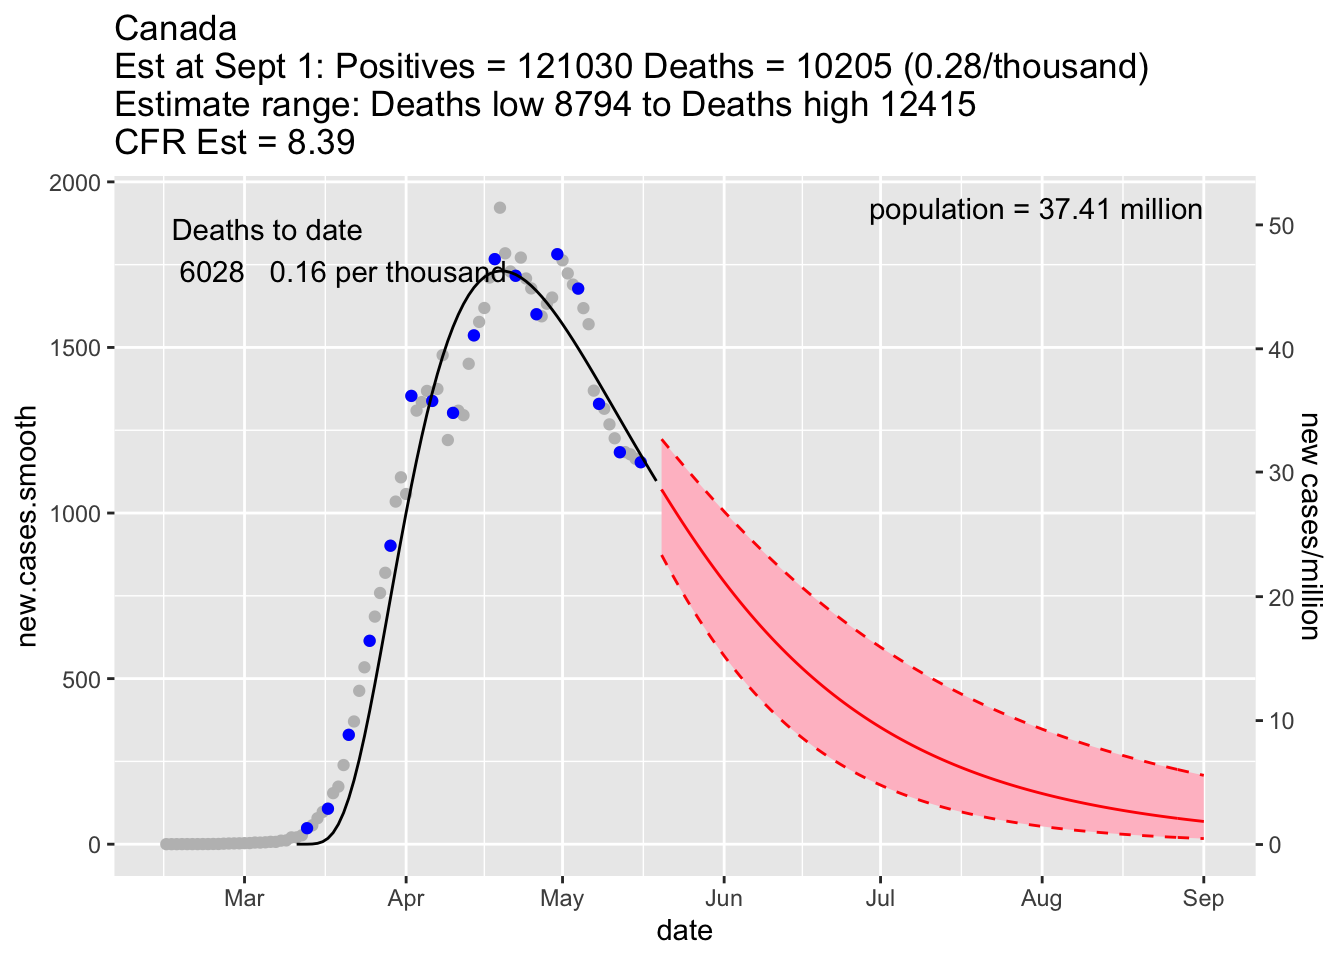 Canada
Est at Sept 1: Positives = 121030 Deaths = 10205 (0.28/thousand)
Estimate range: Deaths low 8794 to Deaths high 12415
CFR Est = 8.39
Deaths to date
6028 0.16 per thousand
population = 37.41 million
2000
1500
1000
500
0
new.cases.smooth
50
40
30
20
10
0
new cases/million
Mar Apr May Jun Jul Aug Sep
date